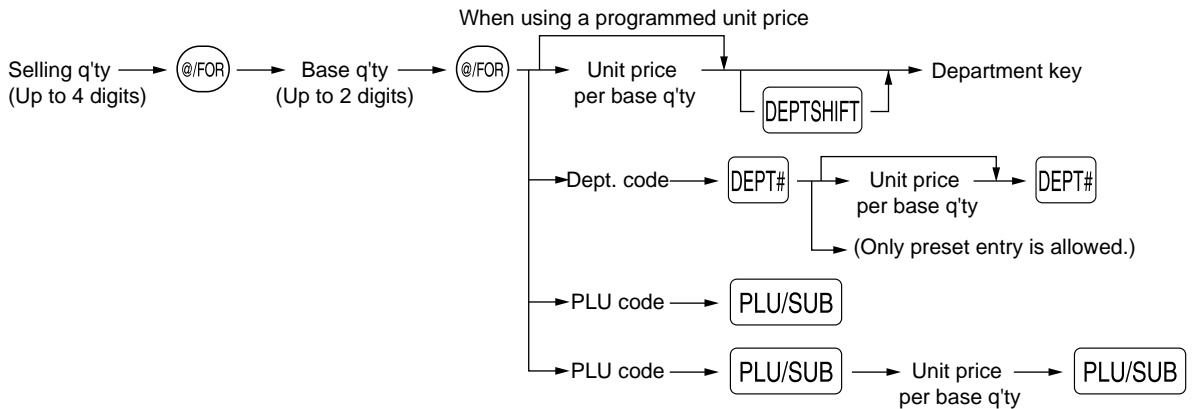 When using a programmed unit price
Selling q'ty
(Up to 4 digits)
@/FOR
Base q'ty
(Up to 2 digits)
@/FOR
Unit price
per base q'ty
DEPTSHIFT
Department key
Dept. code
DEPT#
Unit price
per base q'ty
DEPT#
(Only preset entry is allowed.)
PLU code
PLU/SUB
PLU code
PLU/SUB
Unit price
per base q'ty
PLU/SUB